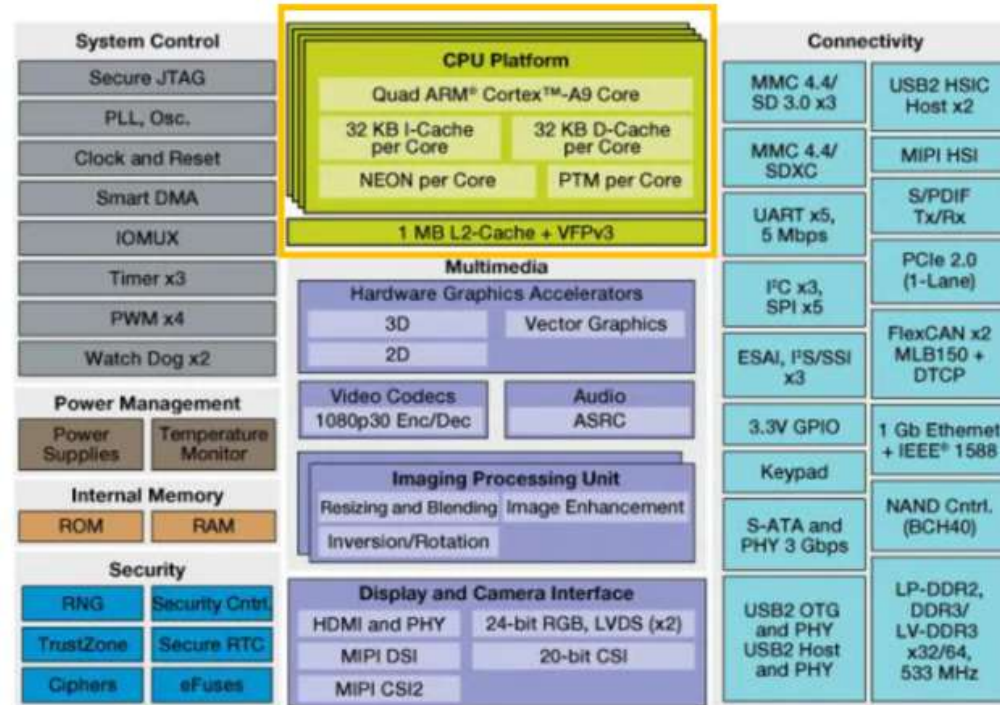 System Control
Secure JTAG
PLL, Osc.
Clock and Reset
Smart DMA
IOMUX
Timer x3
PWM x4
Watch Dog x2
Power Management
Power
Supplies
Temperature
Monitor
Internal Memory
ROM
RAM
Security
RNG
Security Cntrl.
TrustZone
Secure RTC
Ciphers
eFuses
CPU Platform
Quad ARM® Cortex™-A9 Core
32 KB I-Cache
per Core
32 KB D-Cache
per Core
NEON per Core
PTM per Core
1 MB L2-Cache + VFPv3
Multimedia
Hardware Graphics Accelerators
3D
Vector Graphics
2D
Video Codecs
1080p30 Enc/Dec
Audio
ASRC
Imaging Processing Unit
Resizing and Blending
Image Enhancement
Inversion/Rotation
Display and Camera Interface
HDMI and PHY
24-bit RGB, LVDS (x2)
MIPI DSI
20-bit CSI
MIPI CSI2
Connectivity
MMC 4.4/
SD 3.0 x3
MMC 4.4/
SDXC
UART x5,
5 Mbps
I²C x3,
SPI x5
ESAI, I²S/SSI
x3
3.3V GPIO
Keypad
S-ATA and
PHY 3 Gbps
USB2 OTG
and PHY
USB2 Host
and PHY
USB2 HSIC
Host x2
MIPI HSI
S/PDIF
Tx/Rx
PCIe 2.0
(1-Lane)
FlexCAN x2
MLB150 +
DTCP
1 Gb Ethernet
+ IEEE® 1588
NAND Cntrl.
(BCH40)
LP-DDR2,
DDR3/
LV-DDR3
x32/64,
533 MHz